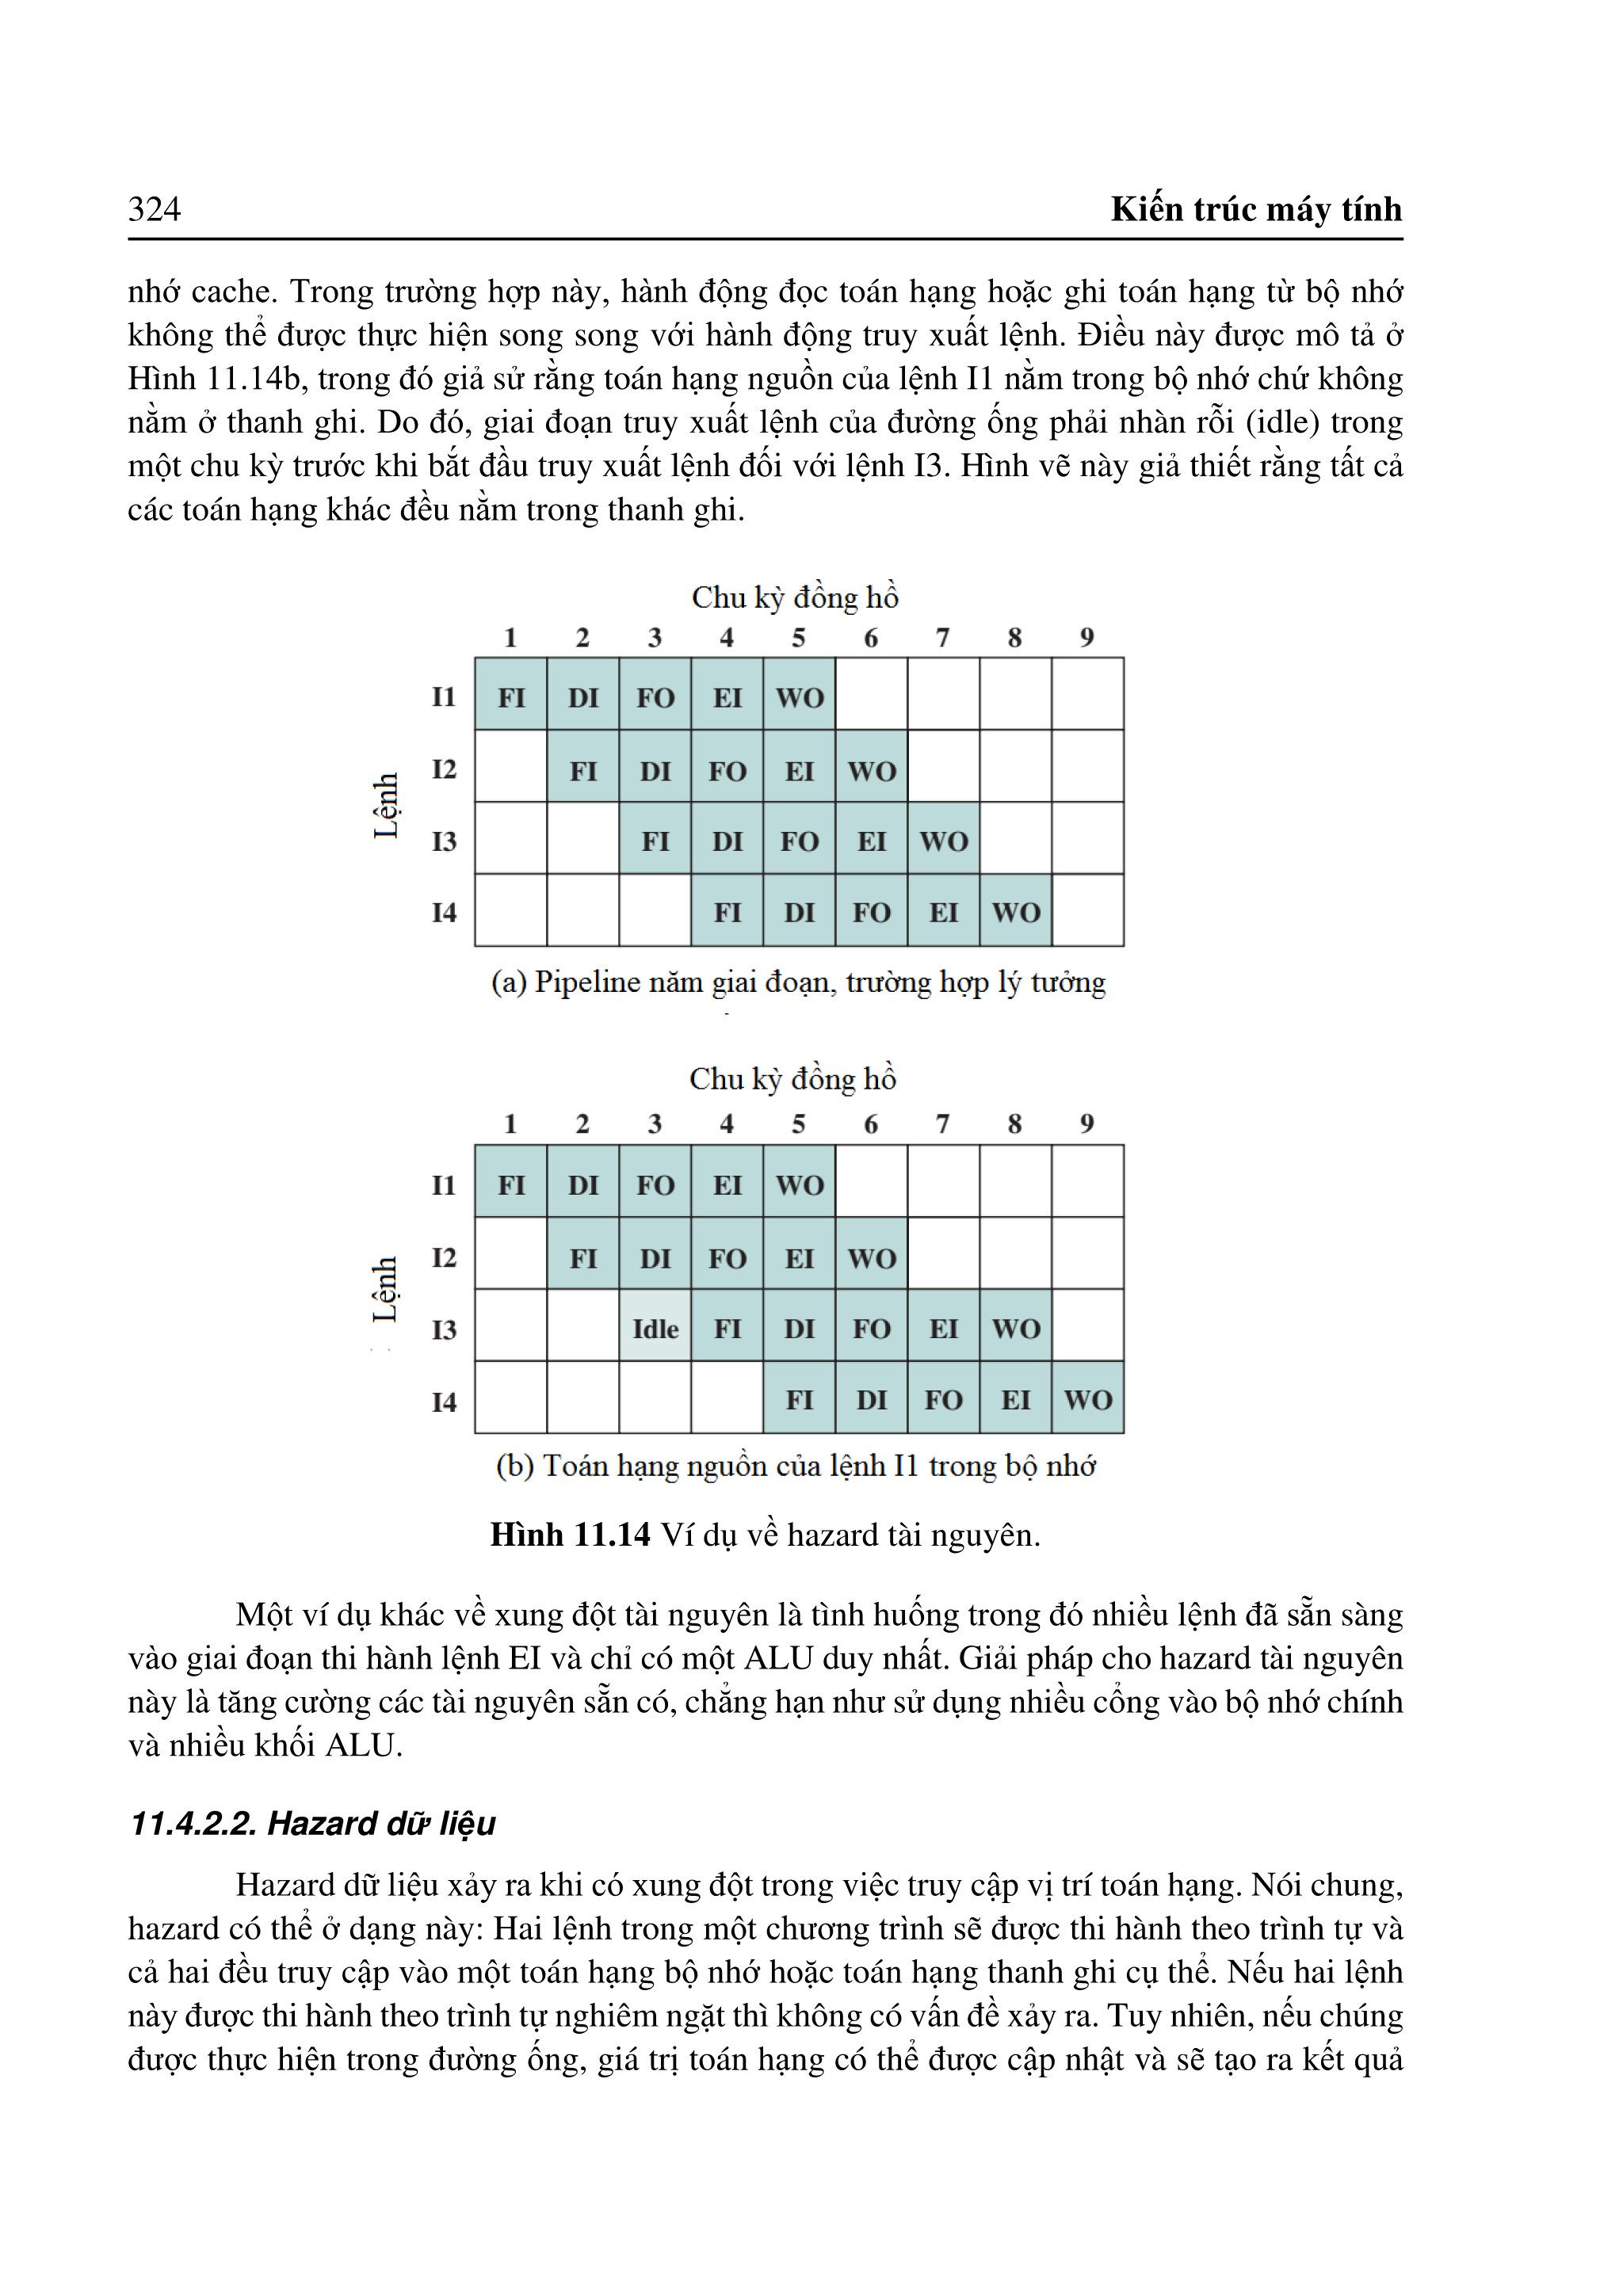 324 Kiến trúc máy tính
nhớ cache. Trong trường hợp này, hành động đọc toán hạng hoặc ghi toán hạng từ bộ nhớ
không thể được thực hiện song song với hành động truy xuất lệnh. Điều này được mô tả ở
Hình 11.14b, trong đó giả sử rằng toán hạng nguồn của lệnh I1 nằm trong bộ nhớ chứ không
nằm ở thanh ghi. Do đó, giai đoạn truy xuất lệnh của đường ống phải nhàn rỗi (idle) trong
một chu kỳ trước khi bắt đầu truy xuất lệnh đối với lệnh I3. Hình vẽ này giả thiết rằng tất cả
các toán hạng khác đều nằm trong thanh ghi.
Chu kỳ đồng hồ
1 2 3 4 5 6 7 8 9
I1 FI DI FO EI WO
I2 FI DI FO EI WO
Lệnh
I3 FI DI FO EI WO
I4 FI DI FO EI WO
(a) Pipeline năm giai đoạn, trường hợp lý tưởng
Chu kỳ đồng hồ
1 2 3 4 5 6 7 8 9
I1 FI DI FO EI WO
I2 FI DI FO EI WO
Lệnh
I3 Idle FI DI FO EI WO
I4 FI DI FO EI WO
(b) Toán hạng nguồn của lệnh I1 trong bộ nhớ
Hình 11.14 Ví dụ về hazard tài nguyên.
Một ví dụ khác về xung đột tài nguyên là tình huống trong đó nhiều lệnh đã sẵn sàng
vào giai đoạn thi hành lệnh EI và chỉ có một ALU duy nhất. Giải pháp cho hazard tài nguyên
này là tăng cường các tài nguyên sẵn có, chẳng hạn như sử dụng nhiều cổng vào bộ nhớ chính
và nhiều khối ALU.
11.4.2.2. Hazard dữ liệu
Hazard dữ liệu xảy ra khi có xung đột trong việc truy cập vị trí toán hạng. Nói chung,
hazard có thể ở dạng này: Hai lệnh trong một chương trình sẽ được thi hành theo trình tự và
cả hai đều truy cập vào một toán hạng bộ nhớ hoặc toán hạng thanh ghi cụ thể. Nếu hai lệnh
này được thi hành theo trình tự nghiêm ngặt thì không có vấn đề xảy ra. Tuy nhiên, nếu chúng
được thực hiện trong đường ống, giá trị toán hạng có thể được cập nhật và sẽ tạo ra kết quả